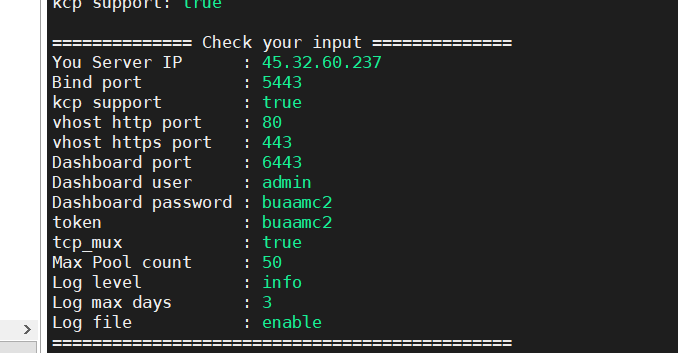 kcp support: true
============== Check your input ==============
You Server IP      : 45.32.60.237
Bind port          : 5443
kcp support        : true
vhost http port    : 80
vhost https port   : 443
Dashboard port     : 6443
Dashboard user     : admin
Dashboard password : buaamc2
token              : buaamc2
tcp_mux            : true
Max Pool count     : 50
Log level          : info
Log max days       : 3
Log file           : enable
==============================================